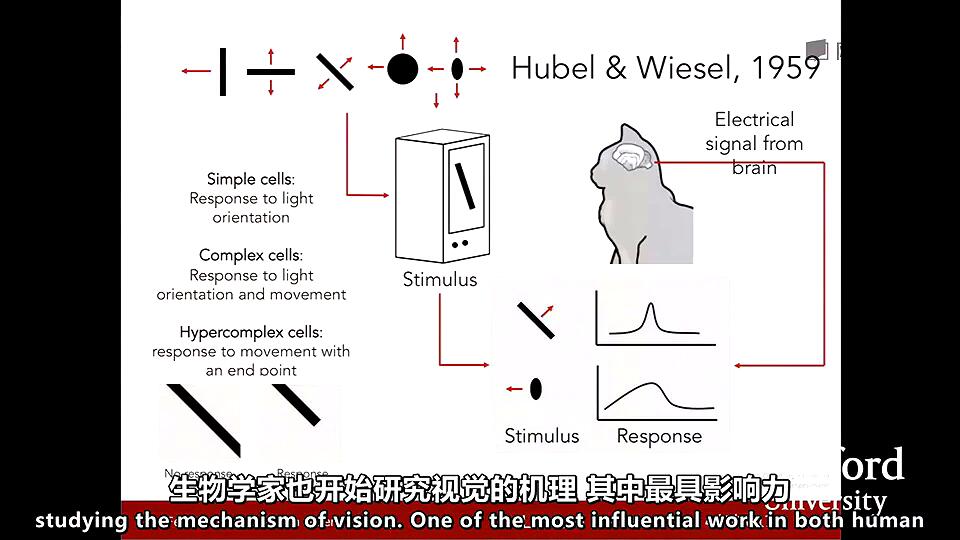 Hubel & Wiesel, 1959
Electrical
signal from
brain
Simple cells:
Response to light
orientation
Complex cells:
Response to light
orientation and movement
Hypercomplex cells:
response to movement with
an end point
No response
Response
Stimulus
Stimulus
Response
University
生物学家也开始研究视觉的机理 其中最具影响力
studying the mechanism of vision. One of the most influential work in both human